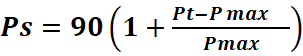 Ps = 90 (1 + Pt−P max / Pmax)